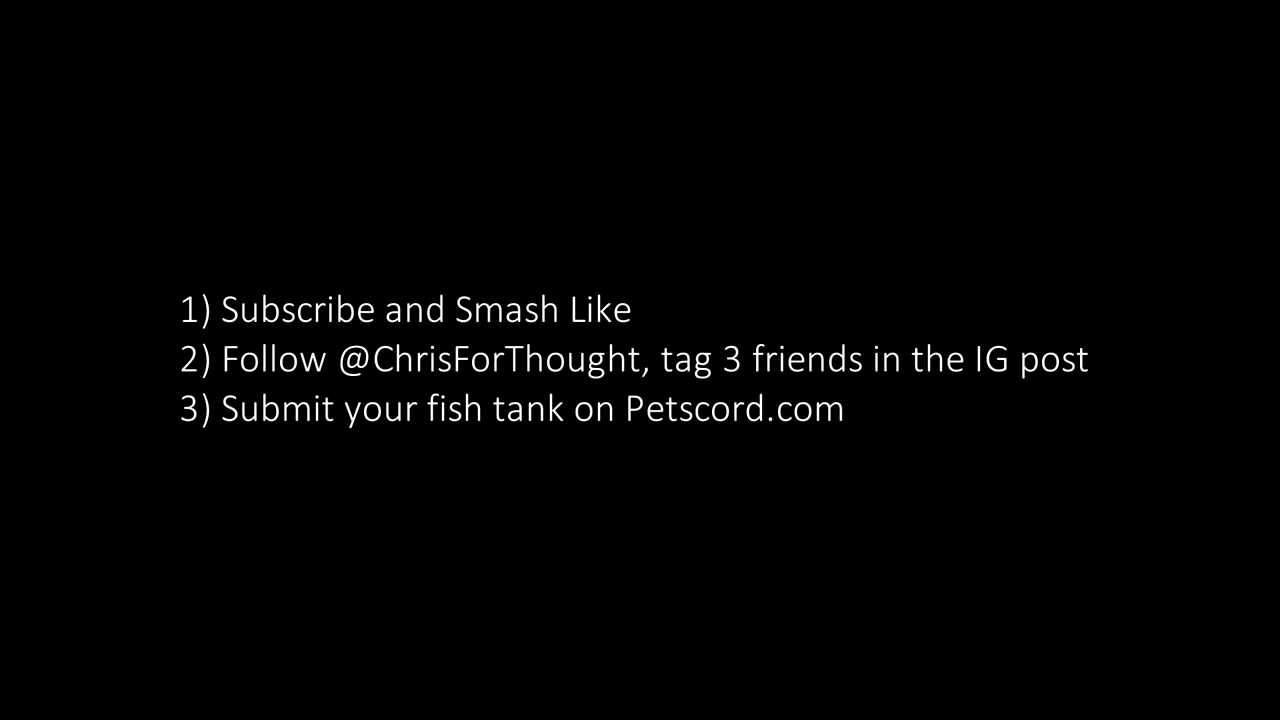 1) Subscribe and Smash Like
2) Follow @ChrisForThought, tag 3 friends in the IG post
3) Submit your fish tank on Petscord.com